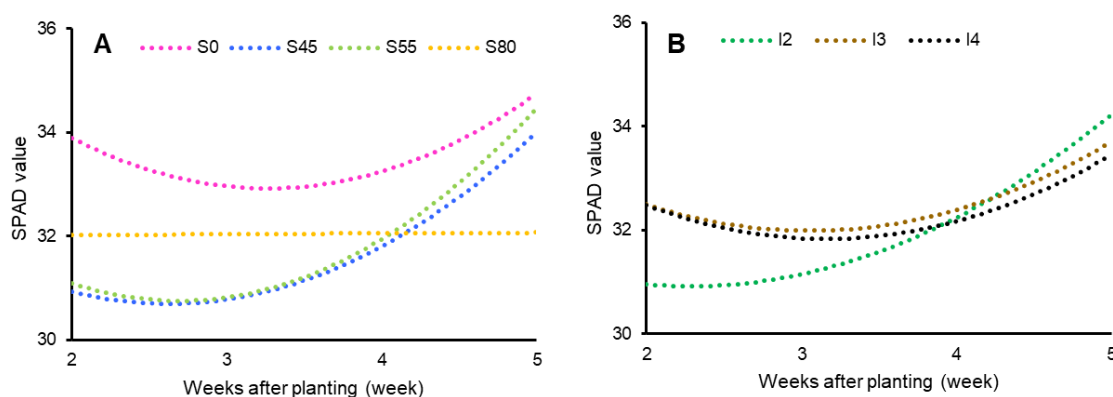 A
S0 S45 S55 S80
36
34
32
30
SPAD value
2 3 4 5
Weeks after planting (week)
B
I2 I3 I4
36
34
32
30
SPAD value
2 3 4 5
Weeks after planting (week)